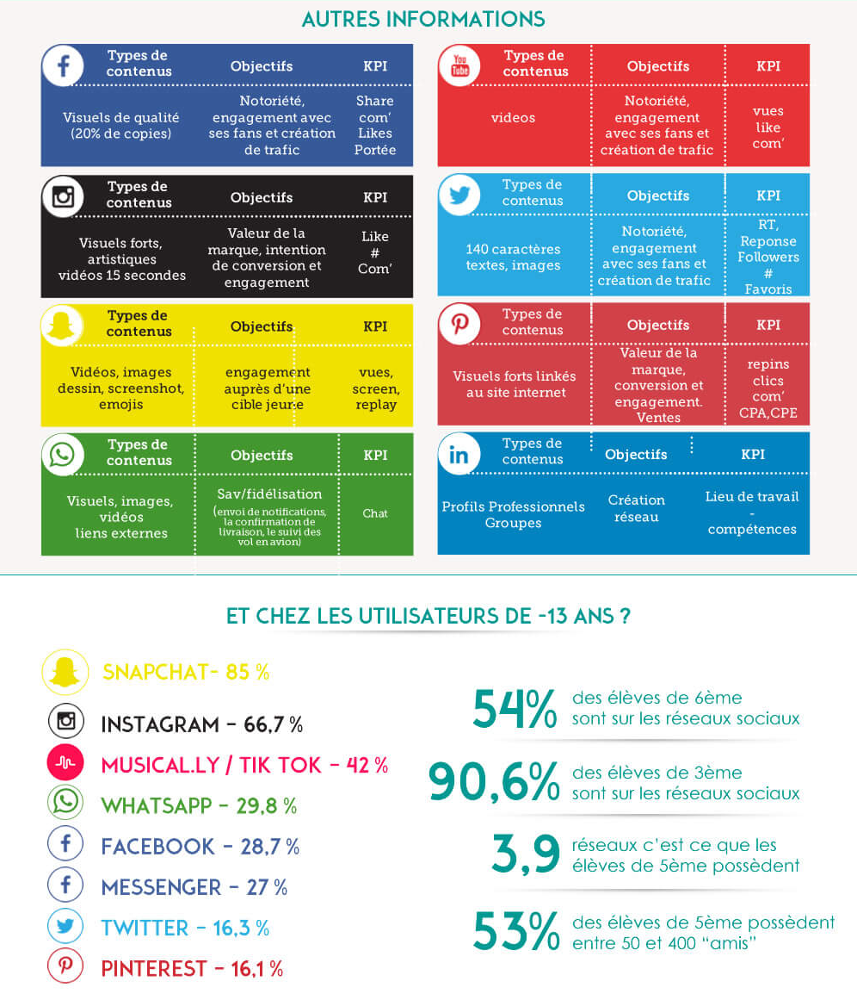 AUTRES INFORMATIONS
Types de
contenus
Objectifs
KPI
Visuels de qualité
(20% de copies)
Notoriété,
engagement avec
ses fans et création
de trafic
Share
com’
Likes
Portée
You
Tube
Types de
contenus
Objectifs
KPI
videos
Notoriété,
engagement
avec ses fans et
création de trafic
vues
like
com’
Types de
contenus
Objectifs
KPI
Visuels forts,
artistiques
vidéos 15 secondes
Valeur de la
marque, intention
de conversion et
engagement
Like
#
Com’
Types de
contenus
Objectifs
KPI
140 caractères
textes, images
Notoriété,
engagement
avec ses fans et
création de trafic
RT,
Reponse
Followers
#
Favoris
Types de
contenus
Objectifs
KPI
Vidéos, images
dessin, screenshot,
emojis
engagement
auprès d’une
cible jeune
vues,
screen,
replay
Types de
contenus
Objectifs
KPI
Visuels forts linkés
au site internet
Valeur de la
marque,
conversion et
engagement.
Ventes
repins
clics
com’
CPA,CPE
Types de
contenus
Objectifs
KPI
Visuels, images,
vidéos
liens externes
Sav/fidélisation
(envoi de notifications,
la confirmation de
livraison, le suivi des
vol en avion)
Chat
in
Types de
contenus
Objectifs
KPI
Profils Professionnels
Groupes
Création
réseau
Lieu de travail
-
compétences
ET CHEZ LES UTILISATEURS DE -13 ANS ?
SNAPCHAT- 85 %
INSTAGRAM - 66,7 %
MUSICAL.LY / TIK TOK - 42 %
WHATSAPP - 29,8 %
FACEBOOK - 28,7 %
MESSENGER - 27 %
TWITTER - 16,3 %
PINTEREST - 16,1 %
54% des élèves de 6ème
sont sur les réseaux sociaux
90,6% des élèves de 3ème
sont sur les réseaux sociaux
3,9 réseaux c’est ce que les
élèves de 5ème possèdent
53% des élèves de 5ème possèdent
entre 50 et 400 “amis”